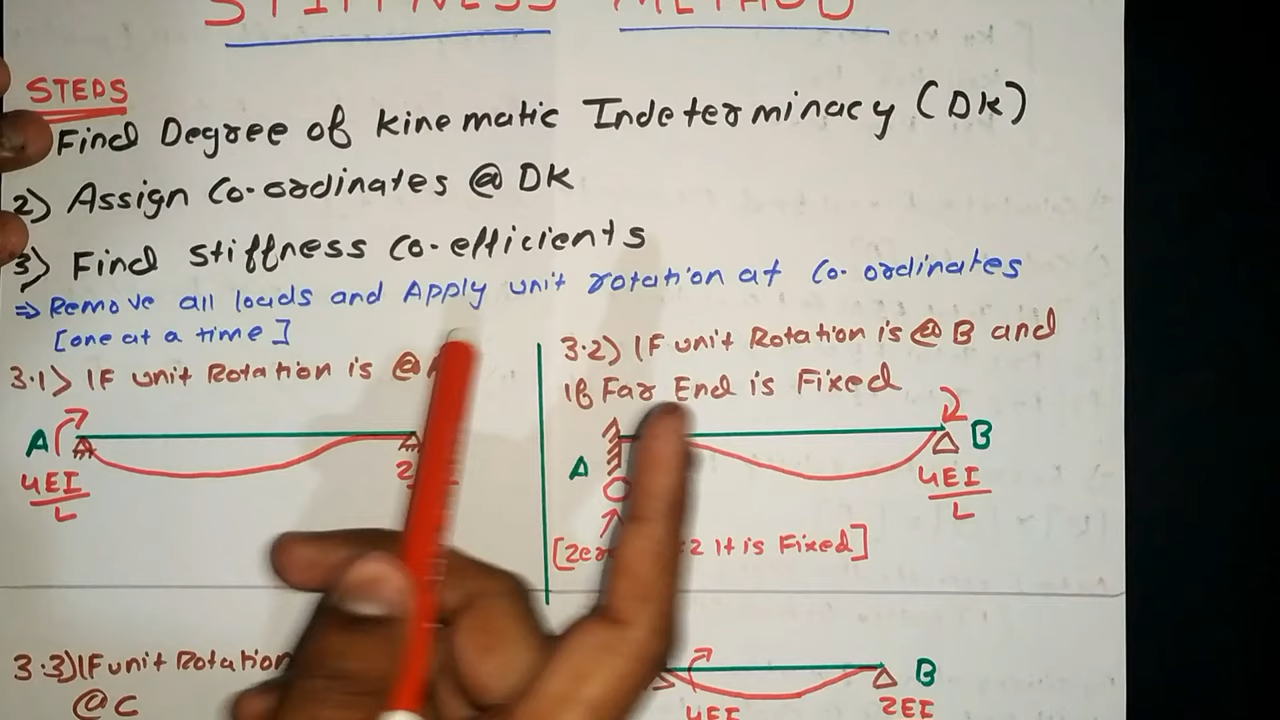 STIFFNESS METHOD
STEPS
Find Degree of kinematic Indeterminacy (DK)
2) Assign Co-ordinates @ DK
3) Find stiffness co-efficients
⇒ Remove all loads and Apply unit rotation at co-ordinates
[one at a time]
3.1) IF unit Rotation is @
A
4EI
L
3.2) IF unit Rotation is @ B and
If Far End is Fixed
A
B
4EI
L
It is Fixed]
3.3) IF unit Rotation
@ C
B
4EI
2EI